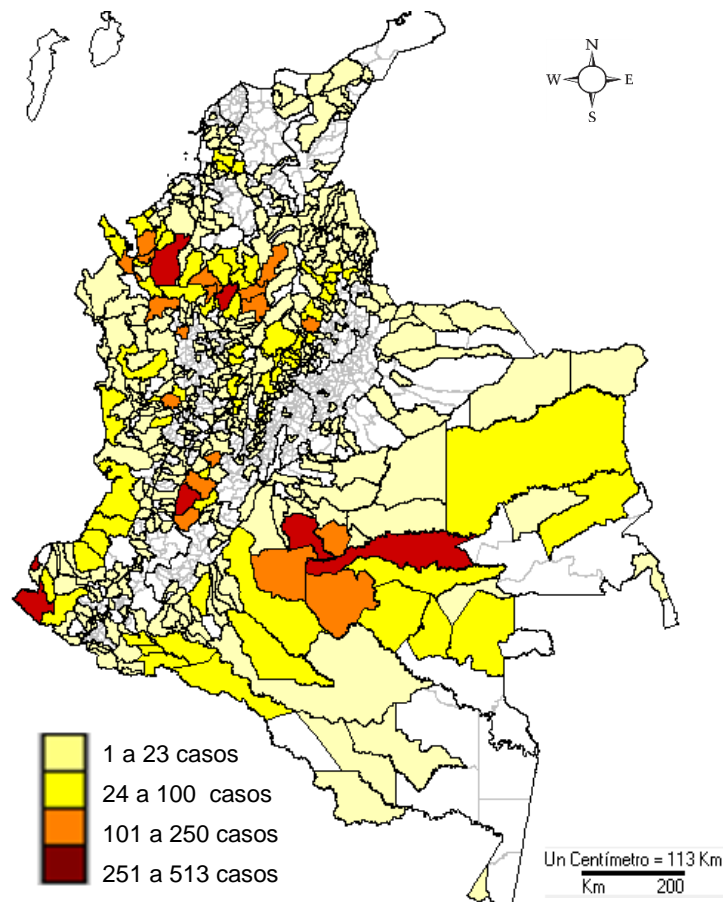 N
W E
S
1 a 23 casos
24 a 100 casos
101 a 250 casos
251 a 513 casos
Un Centímetro = 113 Km
Km 200